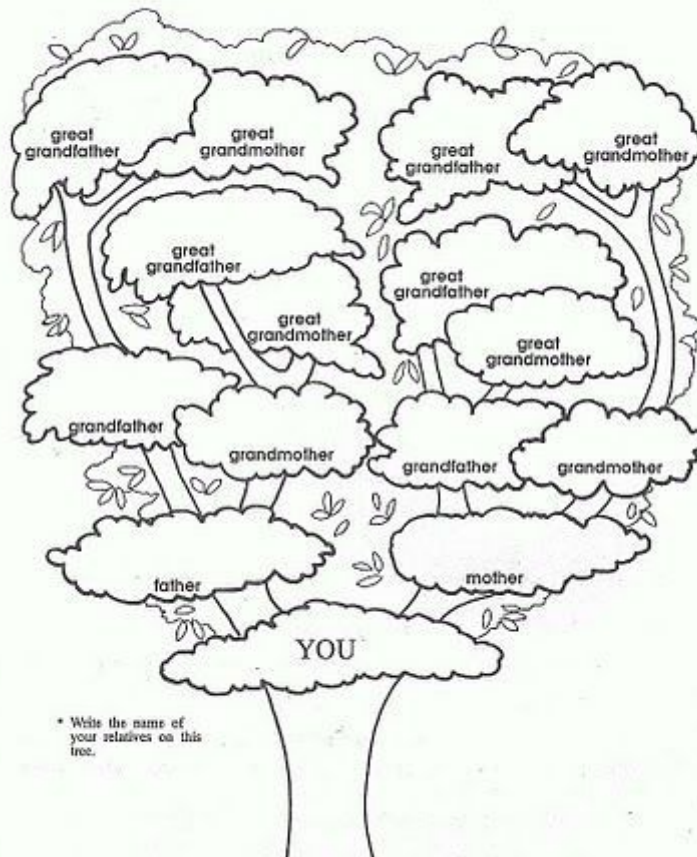 great
grandfather
great
grandmother
great
grandfather
great
grandmother
great
grandfather
great
grandmother
great
grandfather
great
grandmother
grandfather
grandmother
grandfather
grandmother
father
mother
YOU
* Write the name of
your relatives on this
tree.